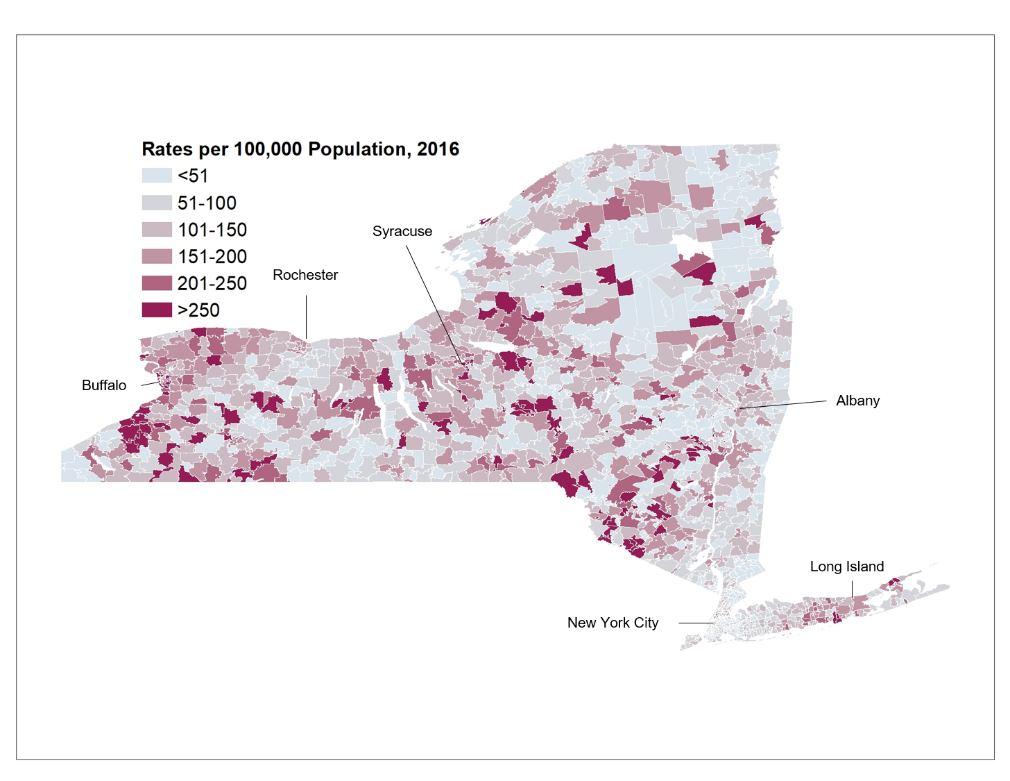 Rates per 100,000 Population, 2016
<51
51-100
101-150
151-200
201-250
>250
Syracuse
Rochester
Buffalo
Albany
Long Island
New York City